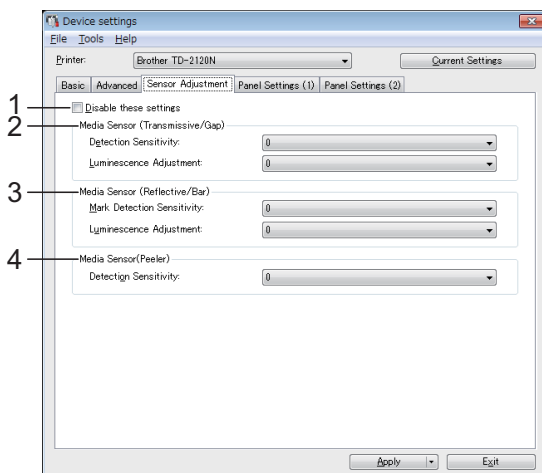 Device settings
File Tools Help
Printer: Brother TD-2120N Current Settings
Basic Advanced Sensor Adjustment Panel Settings (1) Panel Settings (2)
1 Disable these settings
2 Media Sensor (Transmissive/Gap)
Detection Sensitivity: 0
Luminescence Adjustment: 0
3 Media Sensor (Reflective/Bar)
Mark Detection Sensitivity: 0
Luminescence Adjustment: 0
4 Media Sensor(Peeler)
Detection Sensitivity: 0
Apply Exit